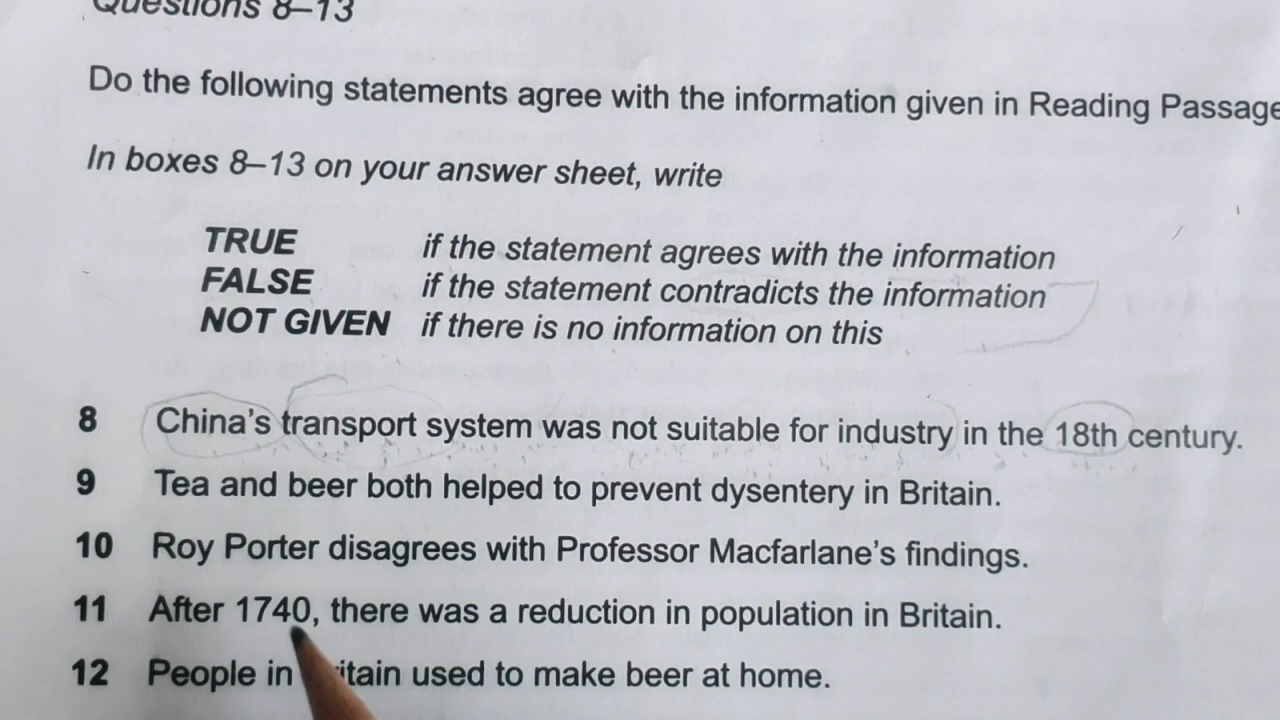 Questions 8–13
Do the following statements agree with the information given in Reading Passage
In boxes 8–13 on your answer sheet, write
TRUE if the statement agrees with the information
FALSE if the statement contradicts the information
NOT GIVEN if there is no information on this
8 China's transport system was not suitable for industry in the 18th century.
9 Tea and beer both helped to prevent dysentery in Britain.
10 Roy Porter disagrees with Professor Macfarlane's findings.
11 After 1740, there was a reduction in population in Britain.
12 People in used to make beer at home.